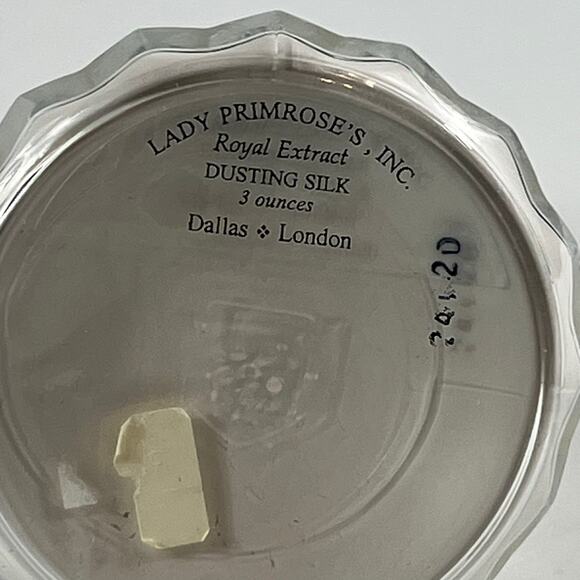 LADY PRIMROSE'S, INC.
Royal Extract
DUSTING SILK
3 ounces
Dallas ❖ London